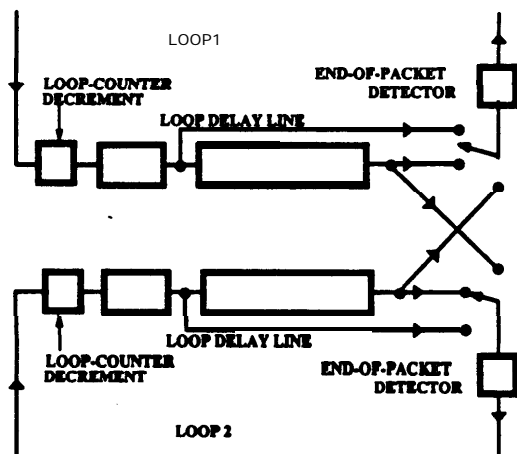 LOOP1
END-OF-PACKET
DETECTOR
LOOP-COUNTER
DECREMENT
LOOP DELAY LINE
LOOP DELAY LINE
LOOP-COUNTER
DECREMENT
END-OF-PACKET
DETECTOR
LOOP 2